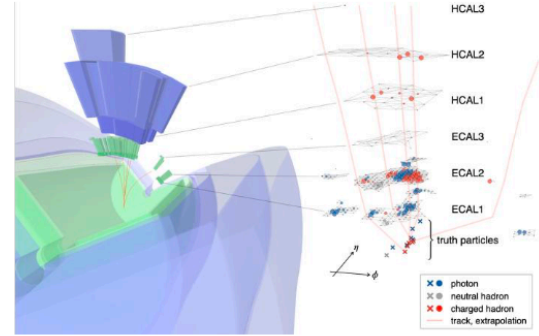 HCAL3
HCAL2
HCAL1
ECAL3
ECAL2
ECAL1
truth particles
η
ϕ
photon
neutral hadron
charged hadron
track, extrapolation